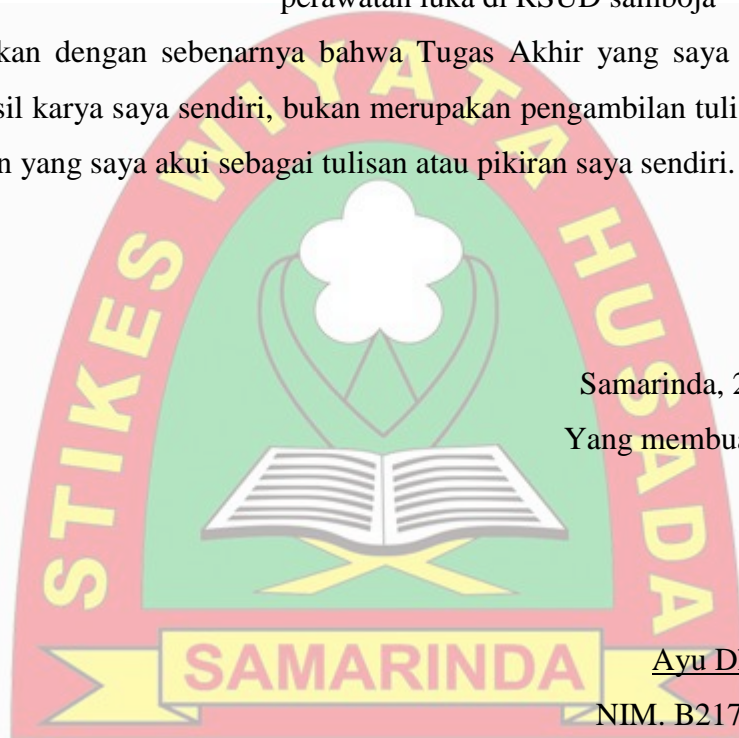 perawatan luka di RSUD samboja
kan dengan sebenarnya bahwa Tugas Akhir yang saya
sil karya saya sendiri, bukan merupakan pengambilan tuli
n yang saya akui sebagai tulisan atau pikiran saya sendiri.
STIKES WIYATA HUSADA
Samarinda, 2
Yang membua
SAMARINDA
Ayu D
NIM. B217